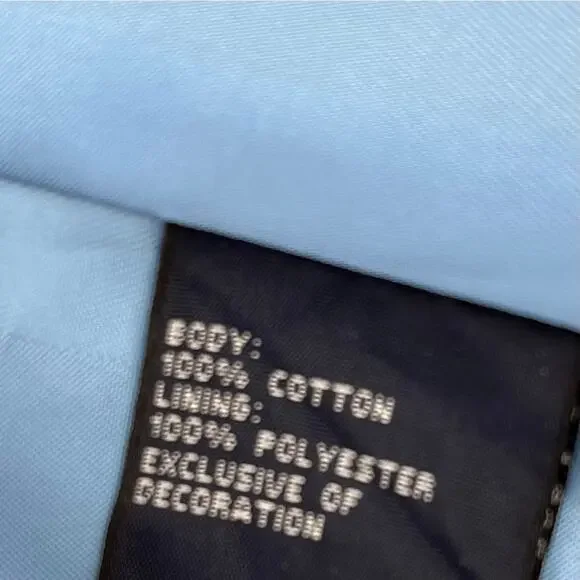 BODY:
100% COTTON
LINING:
100% POLYESTER
EXCLUSIVE OF
DECORATION